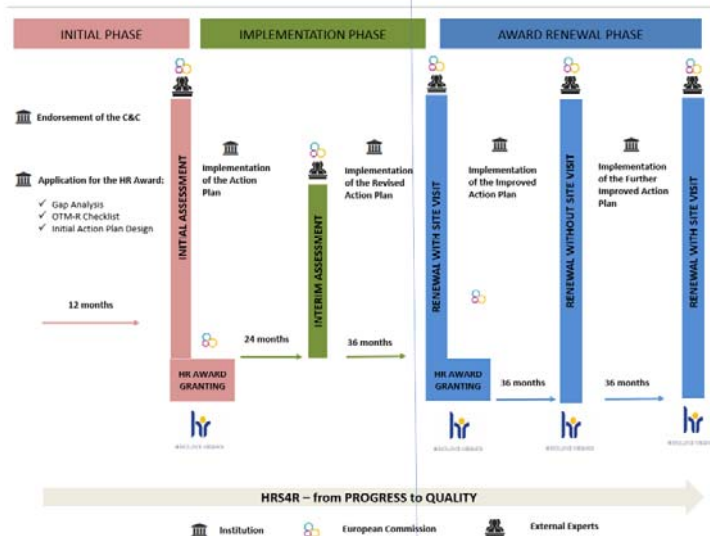 INITIAL PHASE
IMPLEMENTATION PHASE
AWARD RENEWAL PHASE
Endorsement of the C&C
Application for the HR Award:
✓ Gap Analysis
✓ OTM-R Checklist
✓ Initial Action Plan Design
12 months
INITIAL ASSESSMENT
HR AWARD
GRANTING
hr
Implementation
of the Action
Plan
24 months
INTERIM ASSESSMENT
Implementation
of the Revised
Action Plan
36 months
RENEWAL WITH SITE VISIT
HR AWARD
GRANTING
hr
Implementation
of the Improved
Action Plan
36 months
RENEWAL WITHOUT SITE VISIT
hr
Implementation
of the Further
Improved Action
Plan
36 months
RENEWAL WITH SITE VISIT
hr
HRS4R – from PROGRESS to QUALITY
Institution
European Commission
External Experts